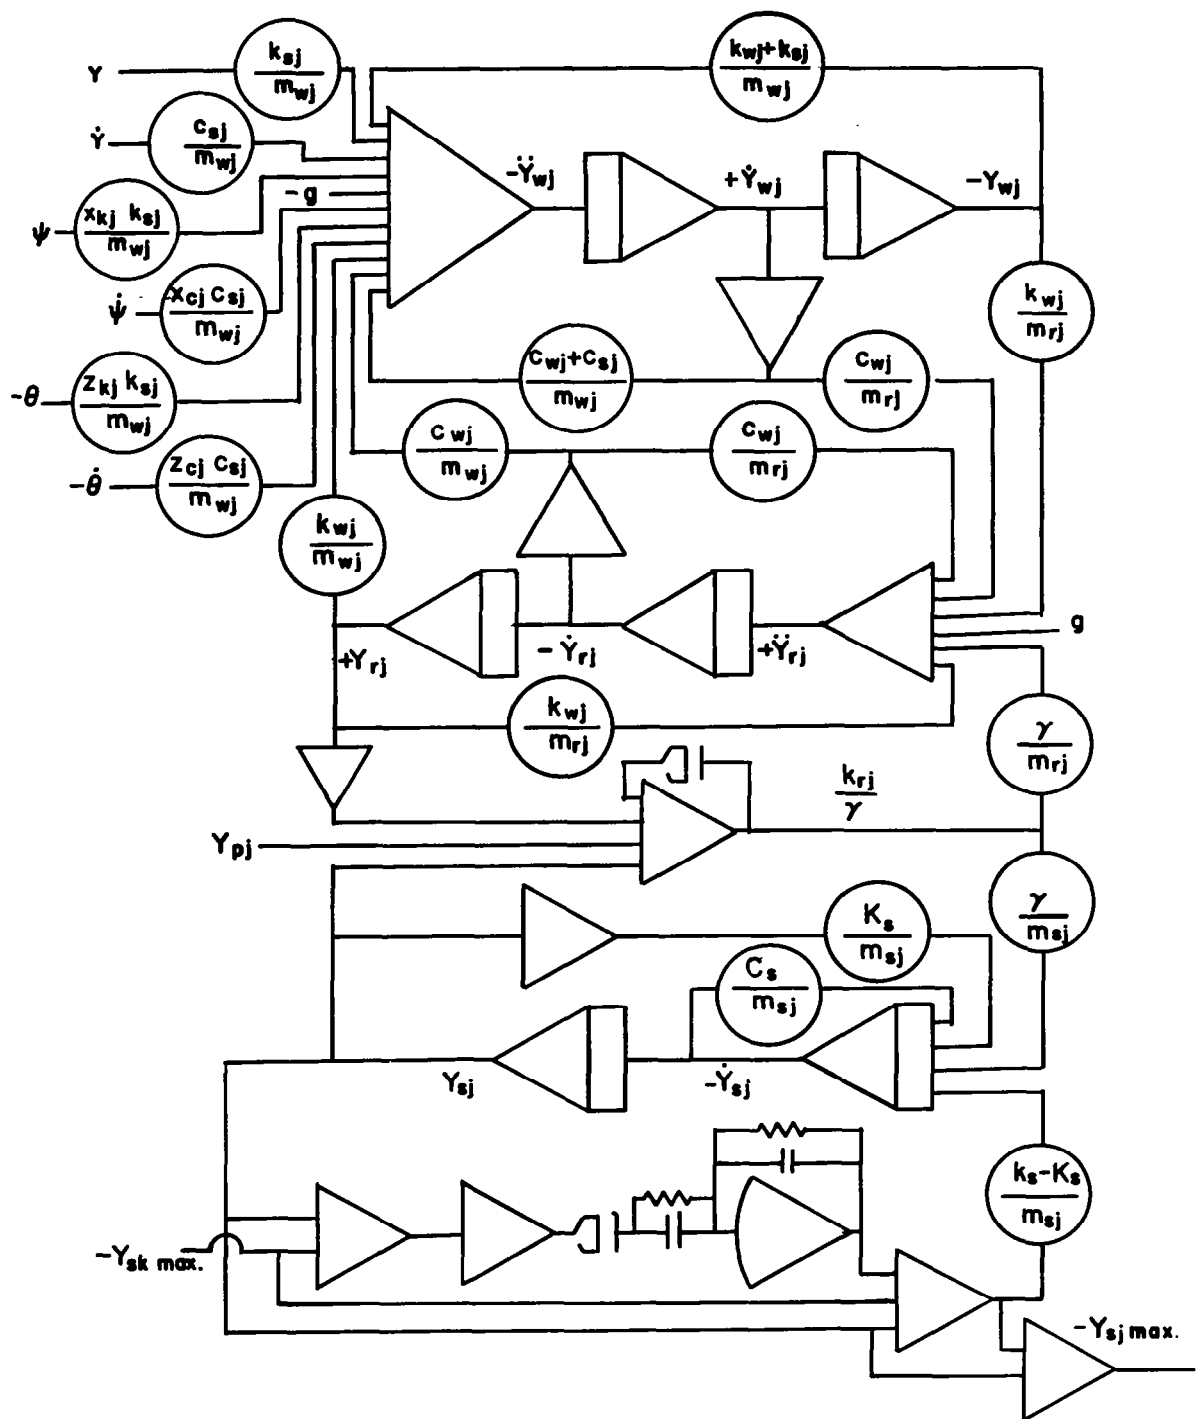 Y
k_sj / m_wj
k_wj + k_sj / m_wj
Ẏ
c_sj / m_wj
-g
-Ÿ_wj
+Ẏ_wj
-Y_wj
ψ
x_kj k_sj / m_wj
ψ̇
x_cj c_sj / m_wj
k_wj / m_rj
-θ
z_kj k_sj / m_wj
c_wj + c_sj / m_wj
c_wj / m_rj
-θ̇
z_cj c_sj / m_wj
c_wj / m_wj
c_wj / m_rj
k_wj / m_wj
g
+Y_rj
-Ẏ_rj
+Ÿ_rj
k_wj / m_rj
γ / m_rj
k_rj / γ
Y_pj
γ / m_sj
K_s / m_sj
C_s / m_sj
Y_sj
-Ẏ_sj
k_s - K_s / m_sj
-Y_sk max.
-Y_sj max.